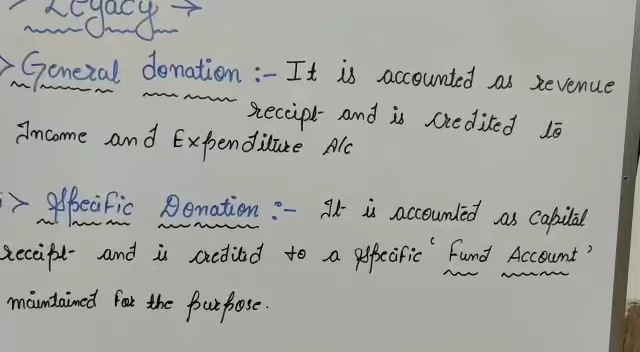 > Legacy →
> General donation :- It is accounted as revenue
receipt and is credited to
Income and Expenditure A/c
> Specific Donation :- It is accounted as capital
receipt and is credited to a specific 'Fund Account'
maintained for the purpose.